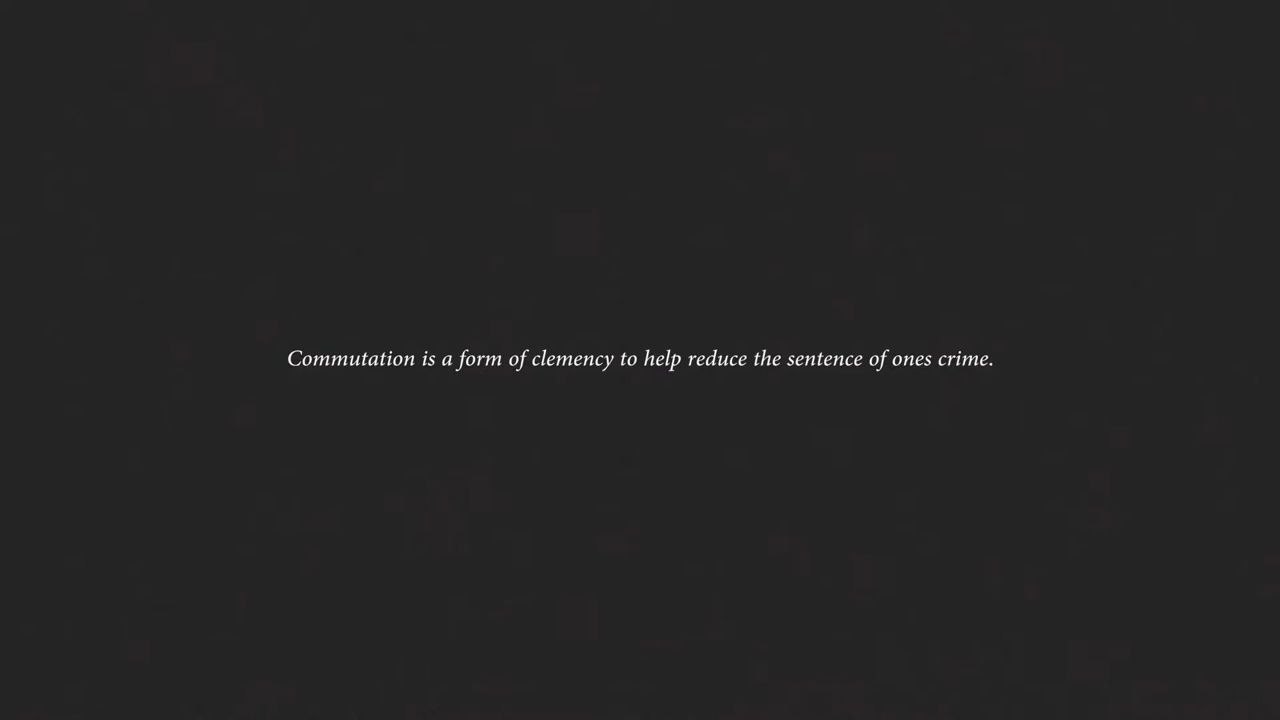 Commutation is a form of clemency to help reduce the sentence of ones crime.